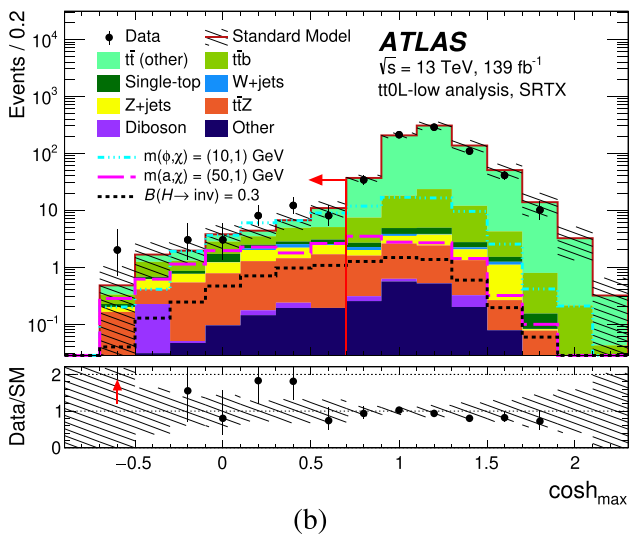 Events / 0.2
10⁴
10³
10²
10
1
10⁻¹
Data
Standard Model
tt̄ (other)
tt̄b
Single-top
W+jets
Z+jets
tt̄Z
Diboson
Other
m(ϕ,χ) = (10,1) GeV
m(a,χ) = (50,1) GeV
B(H→ inv) = 0.3
ATLAS
√s = 13 TeV, 139 fb⁻¹
tt0L-low analysis, SRTX
Data/SM
2
1
0
−0.5 0 0.5 1 1.5 2
cosh_max
(b)